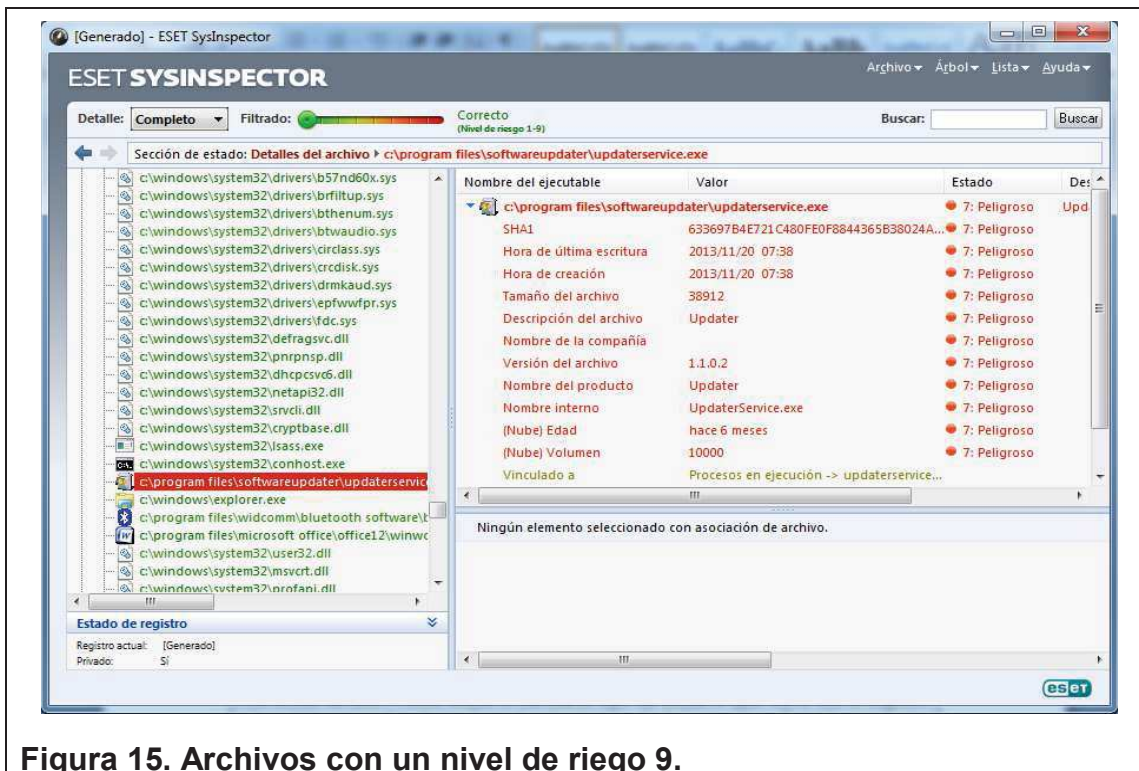 [Generado] - ESET SysInspector
ESET SYSINSPECTOR
Archivo Árbol Lista Ayuda
Detalle: Completo Filtrado: Correcto
(Nivel de riesgo 1-9)
Buscar: Buscar
Sección de estado: Detalles del archivo c:\program files\softwareupdater\updaterservice.exe
c:\windows\system32\drivers\b57nd60x.sys
c:\windows\system32\drivers\brfiltup.sys
c:\windows\system32\drivers\bthenum.sys
c:\windows\system32\drivers\btwaudio.sys
c:\windows\system32\drivers\circlass.sys
c:\windows\system32\drivers\crcdisk.sys
c:\windows\system32\drivers\drmkaud.sys
c:\windows\system32\drivers\epfwwfpr.sys
c:\windows\system32\drivers\fdc.sys
c:\windows\system32\defragsvc.dll
c:\windows\system32\pnrpnsp.dll
c:\windows\system32\dhcpcsvc6.dll
c:\windows\system32\netapi32.dll
c:\windows\system32\srvcli.dll
c:\windows\system32\cryptbase.dll
c:\windows\system32\lsass.exe
c:\windows\system32\conhost.exe
c:\program files\softwareupdater\updaterservic
c:\windows\explorer.exe
c:\program files\widcomm\bluetooth software\t
c:\program files\microsoft office\office12\winwo
c:\windows\system32\user32.dll
c:\windows\system32\msvcrt.dll
c:\windows\system32\profapi.dll
Estado de registro
Registro actual: [Generado]
Privado: Sí
Nombre del ejecutable Valor Estado Des
c:\program files\softwareupdater\updaterservice.exe 7: Peligroso Upd
SHA1 633697B4E721C480FE0F8844365B38024A... 7: Peligroso
Hora de última escritura 2013/11/20 07:38 7: Peligroso
Hora de creación 2013/11/20 07:38 7: Peligroso
Tamaño del archivo 38912 7: Peligroso
Descripción del archivo Updater 7: Peligroso
Nombre de la compañía 7: Peligroso
Versión del archivo 1.1.0.2 7: Peligroso
Nombre del producto Updater 7: Peligroso
Nombre interno UpdaterService.exe 7: Peligroso
(Nube) Edad hace 6 meses 7: Peligroso
(Nube) Volumen 10000 7: Peligroso
Vinculado a Procesos en ejecución -> updaterservice...
Ningún elemento seleccionado con asociación de archivo.
eset
Figura 15. Archivos con un nivel de riego 9.